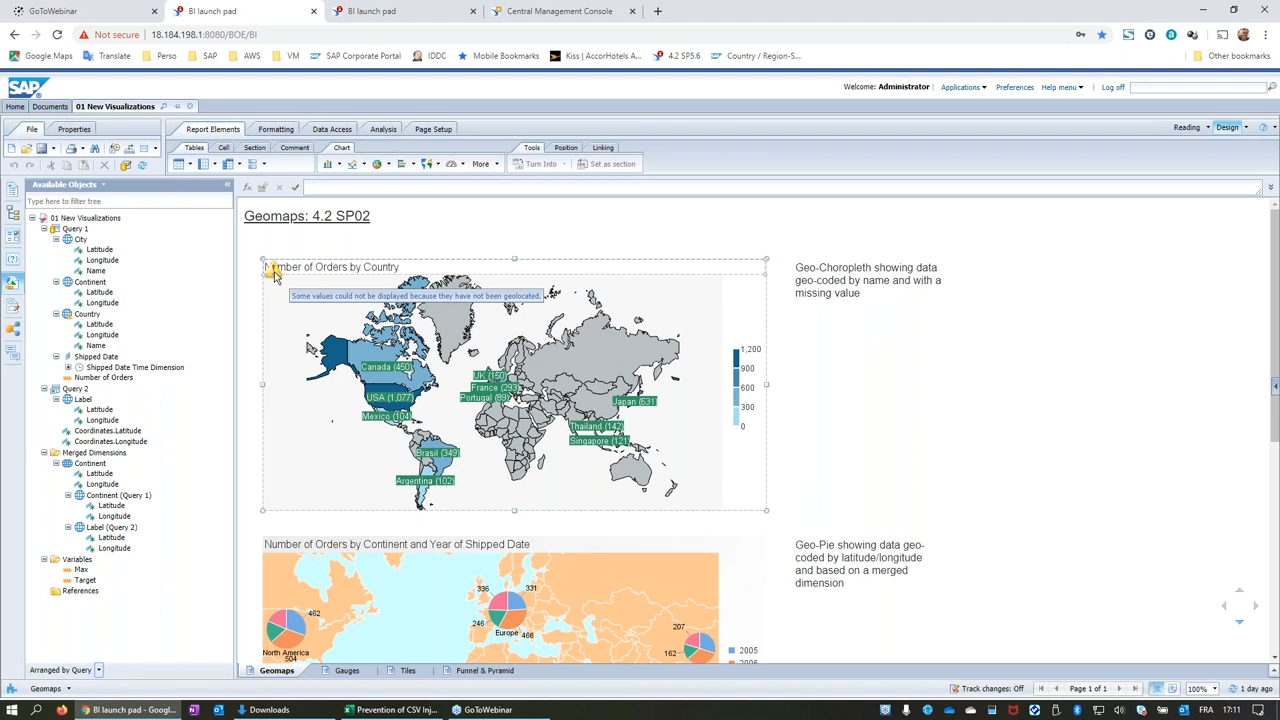 GoToWebinar
BI launch pad
BI launch pad
Central Management Console
Not secure
18.184.198.1:8080/BOE/BI
Google Maps
Translate
Perso
AWS
VM
SAP Corporate Portal
IDDC
Mobile Bookmarks
Kiss | AccorHotels A...
4.2 SP5.6
Country / Region-S...
Other bookmarks
SAP
Welcome: Administrator
Applications
Preferences
Help menu
Log off
Home
Documents
01 New Visualizations
File
Properties
Report Elements
Formatting
Data Access
Analysis
Page Setup
Reading
Design
Tables
Cell
Section
Comment
Chart
Tools
Position
Linking
More
Turn Into
Set as section
Available Objects
Type here to filter tree
01 New Visualizations
Query 1
City
Latitude
Longitude
Name
Continent
Latitude
Longitude
Country
Latitude
Longitude
Name
Shipped Date
Shipped Date Time Dimension
Number of Orders
Query 2
Label
Latitude
Longitude
Coordinates.Latitude
Coordinates.Longitude
Merged Dimensions
Continent
Latitude
Longitude
Continent (Query 1)
Latitude
Longitude
Label (Query 2)
Latitude
Longitude
Variables
Max
Target
References
Arranged by Query
Geomaps: 4.2 SP02
Number of Orders by Country
Some values could not be displayed because they have not been geolocated.
Canada (450)
USA (1,077)
Mexico (104)
Brasil (349)
Argentina (102)
UK (150)
France (293)
Portugal (89)
Japan (631)
Thailand (142)
Singapore (121)
1,200
900
600
300
0
Geo-Choropleth showing data
geo-coded by name and with a
missing value
Number of Orders by Continent and Year of Shipped Date
462
North America
504
336
331
246
Europe
468
207
162
2005
2006
Geo-Pie showing data geo-
coded by latitude/longitude
and based on a merged
dimension
Geomaps
Gauges
Tiles
Funnel & Pyramid
Geomaps
Track changes: Off
Page 1 of 1
100%
1 day ago
BI launch pad - Googl...
Downloads
Prevention of CSV Inj...
GoToWebinar
FRA
17:11